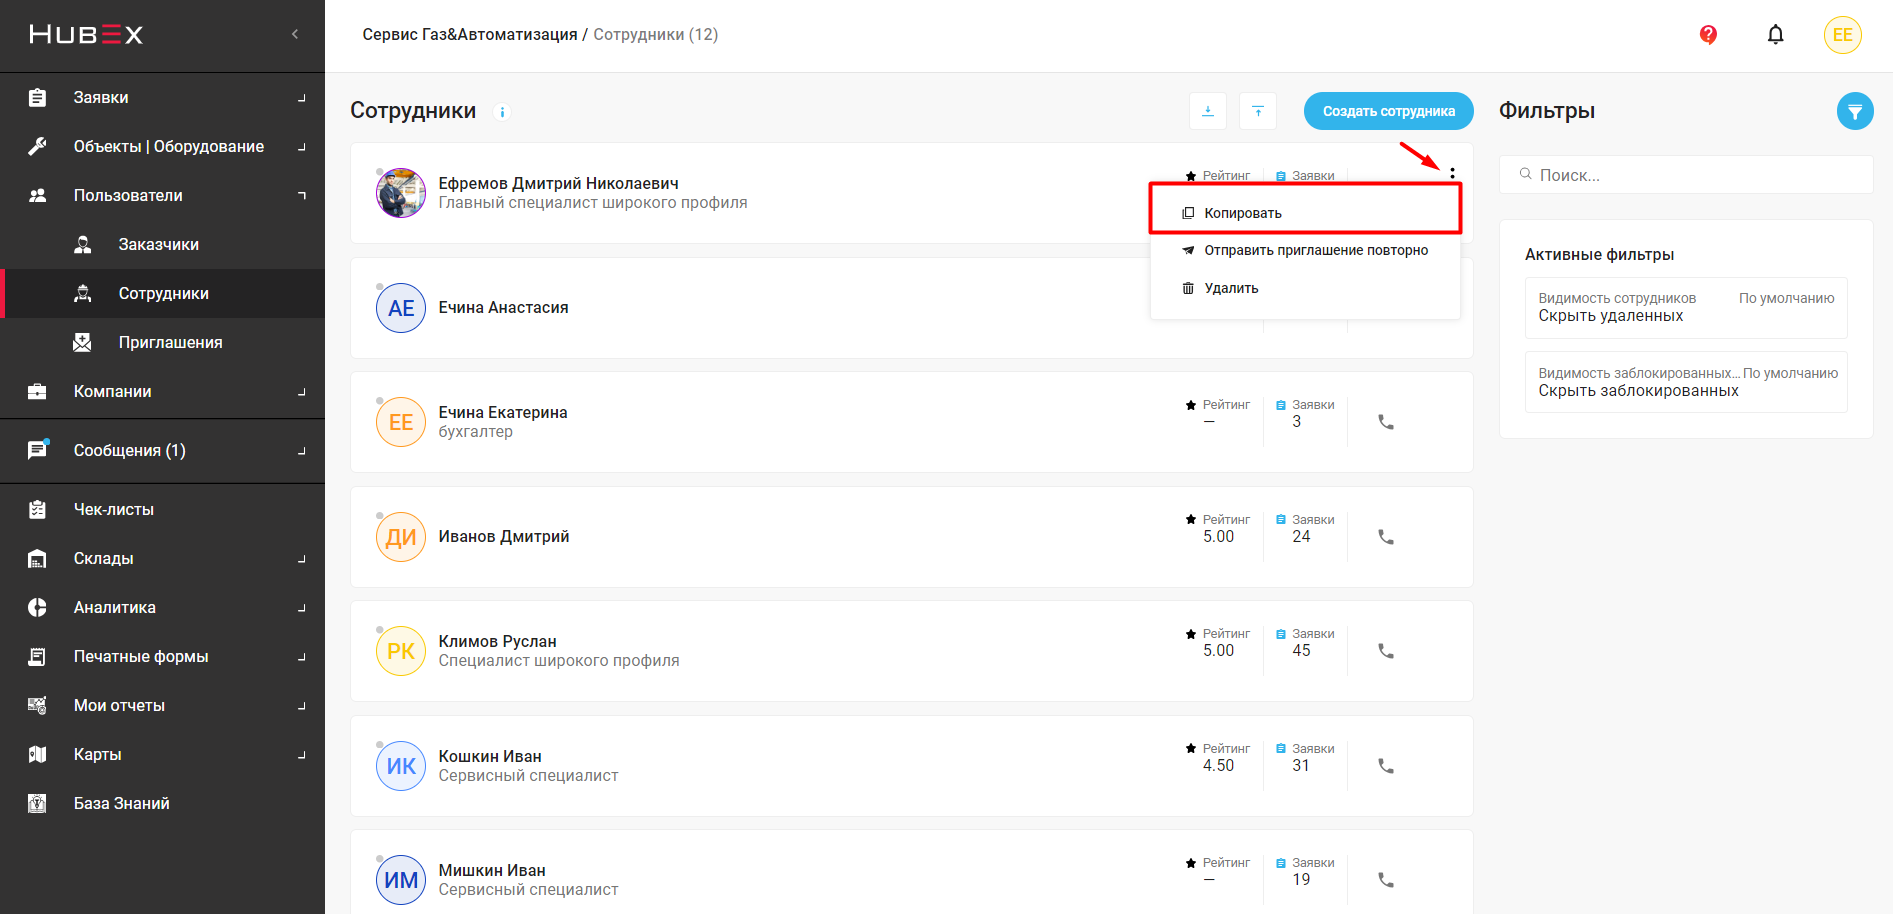 HUBEX
Сервис Газ&Автоматизация / Сотрудники (12)
EE
Заявки
Объекты | Оборудование
Пользователи
Заказчики
Сотрудники
Приглашения
Компании
Сообщения (1)
Чек-листы
Склады
Аналитика
Печатные формы
Мои отчеты
Карты
База Знаний
Сотрудники
Создать сотрудника
Ефремов Дмитрий Николаевич
Главный специалист широкого профиля
Рейтинг
Заявки
Копировать
Отправить приглашение повторно
Удалить
АЕ
Ечина Анастасия
ЕЕ
Ечина Екатерина
бухгалтер
Рейтинг
—
Заявки
3
ДИ
Иванов Дмитрий
Рейтинг
5.00
Заявки
24
РК
Климов Руслан
Специалист широкого профиля
Рейтинг
5.00
Заявки
45
ИК
Кошкин Иван
Сервисный специалист
Рейтинг
4.50
Заявки
31
ИМ
Мишкин Иван
Сервисный специалист
Рейтинг
—
Заявки
19
Фильтры
Поиск...
Активные фильтры
Видимость сотрудников По умолчанию
Скрыть удаленных
Видимость заблокированных... По умолчанию
Скрыть заблокированных